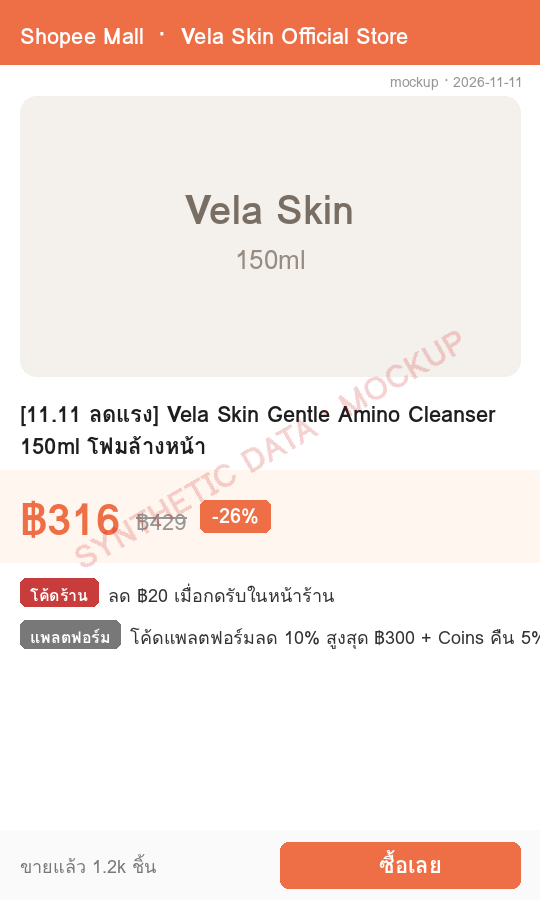 Shopee Mall · Vela Skin Official Store
mockup · 2026-11-11
Vela Skin
150ml
SYNTHETIC DATA · MOCKUP
[11.11 ลดแรง] Vela Skin Gentle Amino Cleanser
150ml โฟมล้างหน้า
฿316 ฿429 -26%
โค้ดร้าน ลด ฿20 เมื่อกดรับในหน้าร้าน
แพลตฟอร์ม โค้ดแพลตฟอร์มลด 10% สูงสุด ฿300 + Coins คืน 5%
ขายแล้ว 1.2k ชิ้น ซื้อเลย